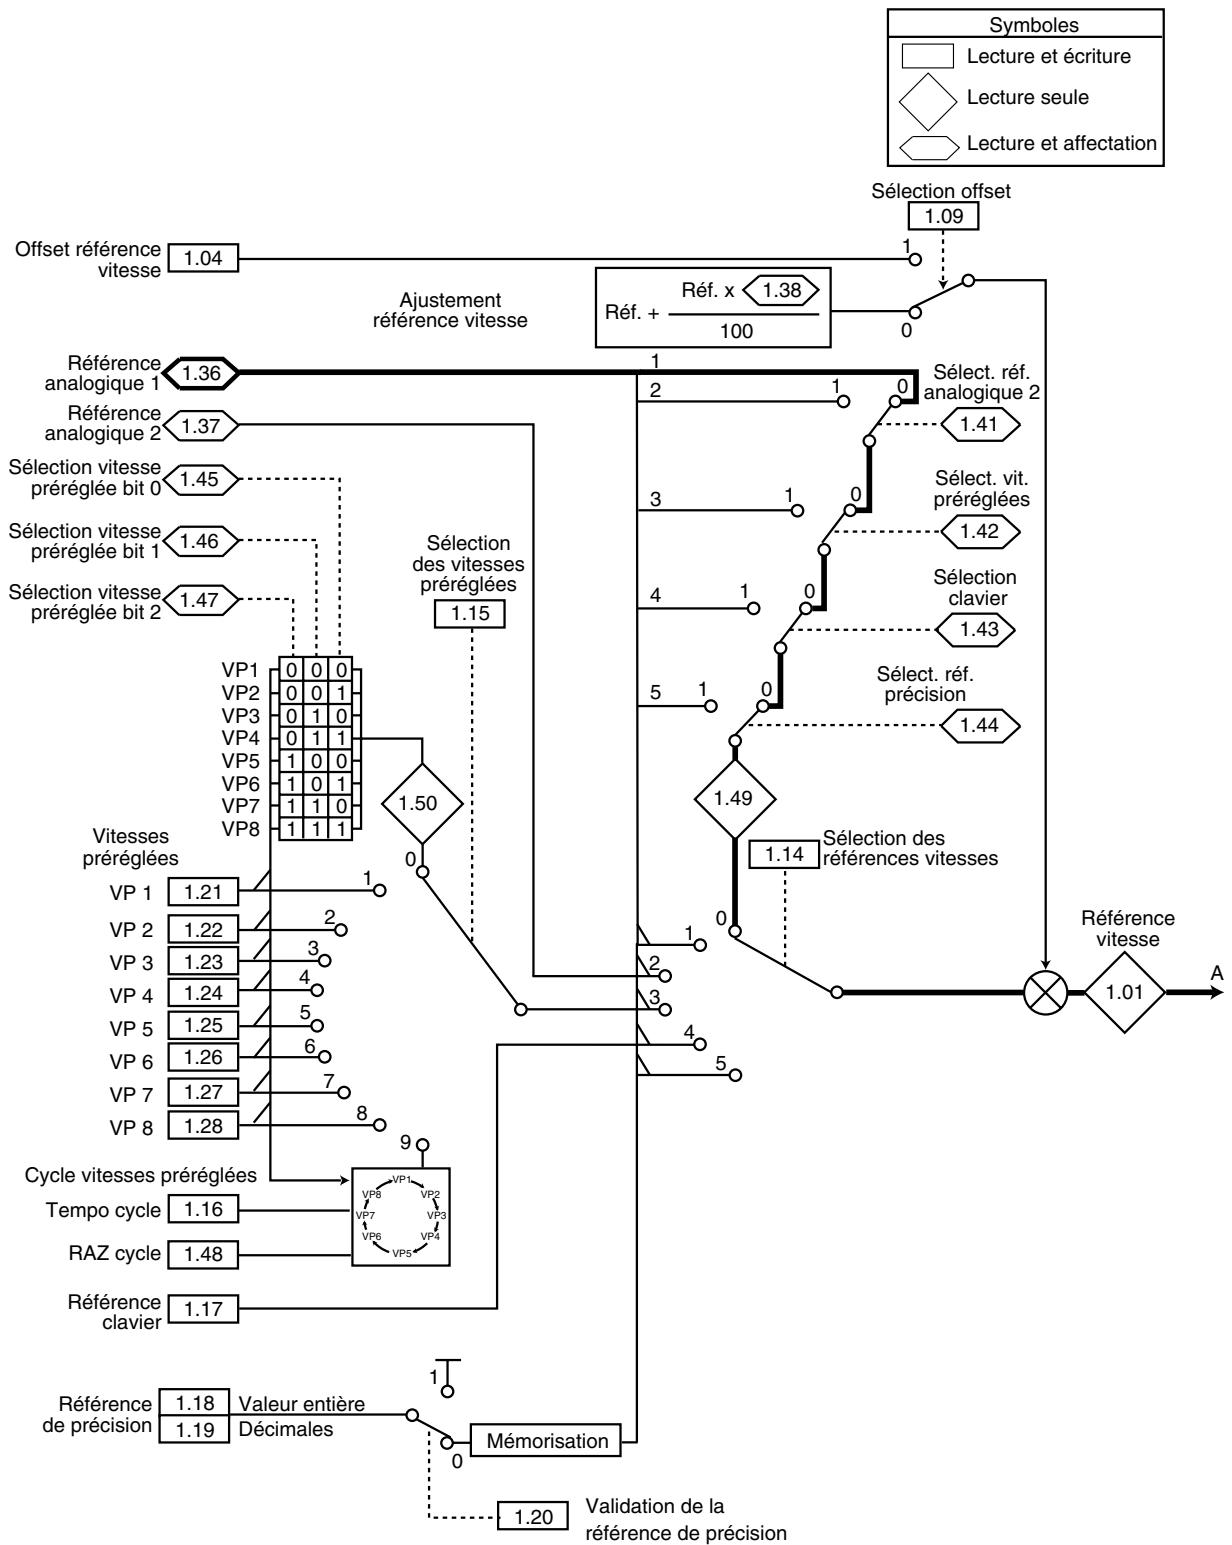 Symboles
Lecture et écriture
Lecture seule
Lecture et affectation
Sélection offset
1.09
Offset référence
vitesse
1.04
1
Ajustement
référence vitesse
Réf. +
Réf. x
1.38
100
0
Référence
analogique 1
1.36
1
Référence
analogique 2
1.37
2
1
0
Sélect. réf.
analogique 2
1.41
Sélection vitesse
préréglée bit 0
1.45
3
1
0
Sélect. vit.
préréglées
1.42
Sélection vitesse
préréglée bit 1
1.46
Sélection
des vitesses
préréglées
1.15
Sélection vitesse
préréglée bit 2
1.47
4
1
0
Sélection
clavier
1.43
5
1
0
Sélect. réf.
précision
1.44
VP1 0 0 0
VP2 0 0 1
VP3 0 1 0
VP4 0 1 1
VP5 1 0 0
VP6 1 0 1
VP7 1 1 0
VP8 1 1 1
1.50
0
1.49
1.14
Sélection des
références vitesses
0
Vitesses
préréglées
VP 1 1.21 1
VP 2 1.22 2
VP 3 1.23 3
VP 4 1.24 4
VP 5 1.25 5
VP 6 1.26 6
VP 7 1.27 7
VP 8 1.28 8
9
1
2
3
4
5
Référence
vitesse
1.01
A
Cycle vitesses préréglées
Tempo cycle 1.16
RAZ cycle 1.48
VP1
VP2
VP3
VP4
VP5
VP6
VP7
VP8
Référence
clavier
1.17
1
Référence
de précision
1.18 Valeur entière
1.19 Décimales
0
Mémorisation
1.20
Validation de la
référence de précision